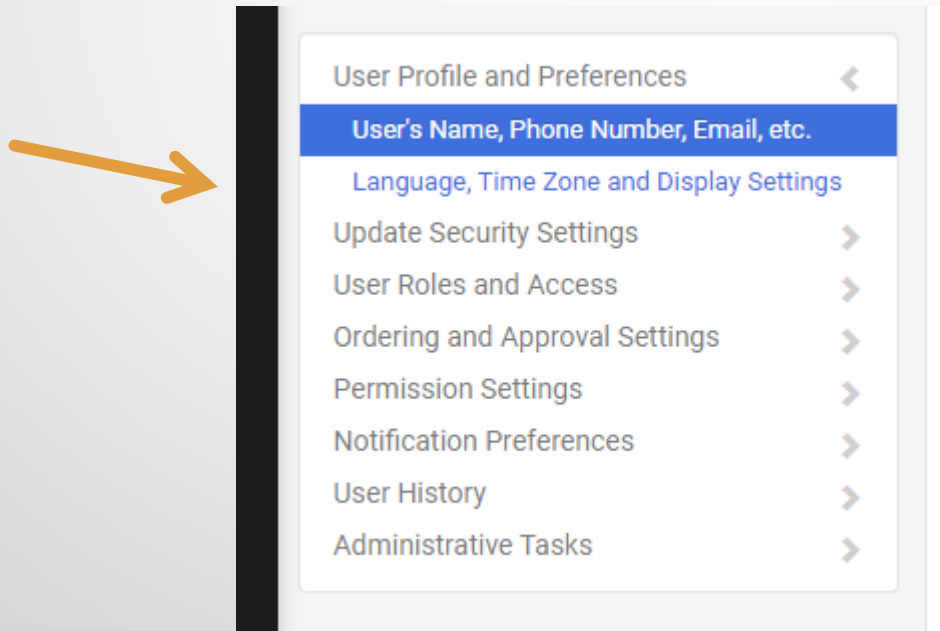 User Profile and Preferences
User's Name, Phone Number, Email, etc.
Language, Time Zone and Display Settings
Update Security Settings
User Roles and Access
Ordering and Approval Settings
Permission Settings
Notification Preferences
User History
Administrative Tasks